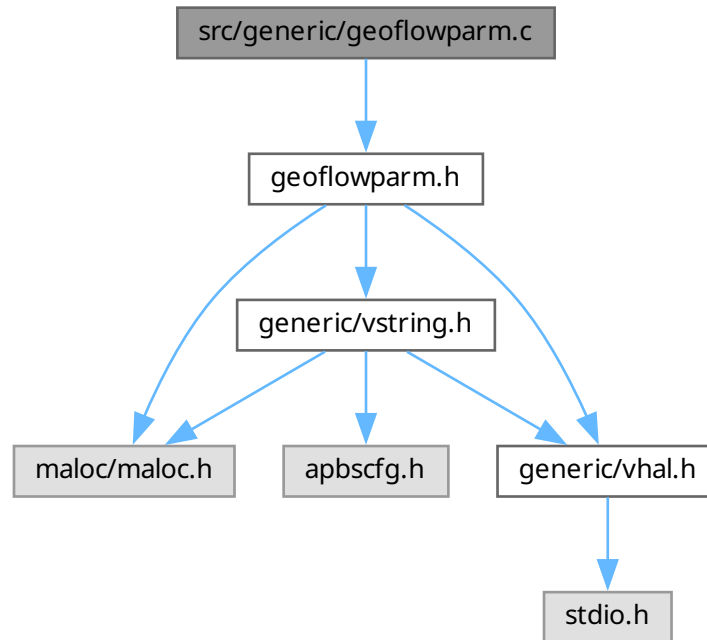 src/generic/geoflowparm.c
geoflowparm.h
generic/vstring.h
maloc/maloc.h
apbscfg.h
generic/vhal.h
stdio.h